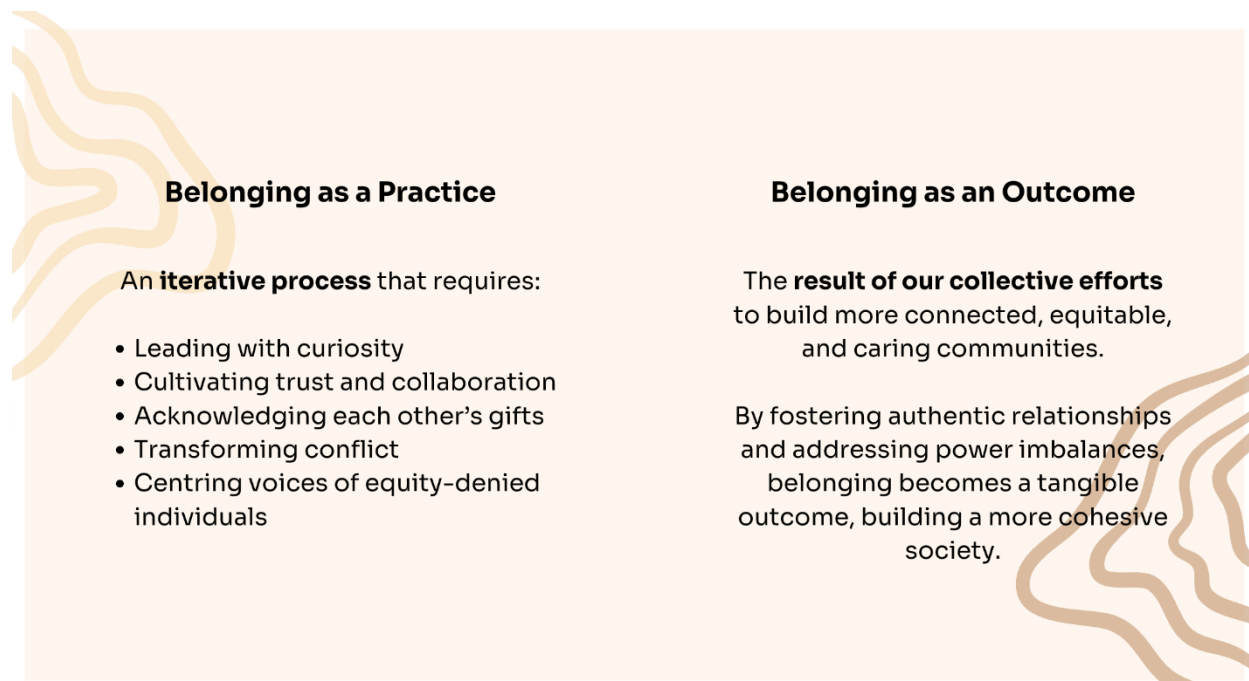 Belonging as a Practice
An iterative process that requires:
• Leading with curiosity
• Cultivating trust and collaboration
• Acknowledging each other’s gifts
• Transforming conflict
• Centring voices of equity-denied
individuals
Belonging as an Outcome
The result of our collective efforts
to build more connected, equitable,
and caring communities.
By fostering authentic relationships
and addressing power imbalances,
belonging becomes a tangible
outcome, building a more cohesive
society.